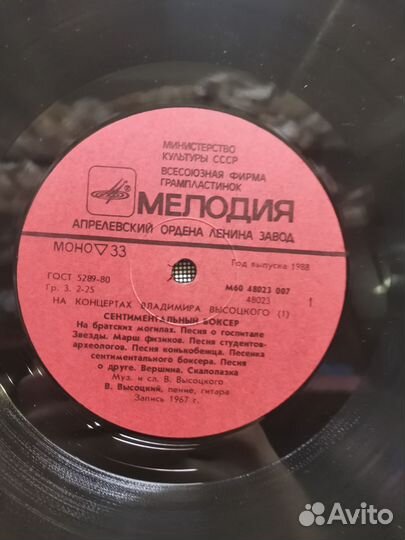 МИНИСТЕРСТВО
КУЛЬТУРЫ СССР
ВСЕСОЮЗНАЯ ФИРМА
ГРАМПЛАСТИНОК
МЕЛОДИЯ
АПРЕЛЕВСКИЙ ОРДЕНА ЛЕНИНА ЗАВОД
МОНО ▽ 33
Год выпуска 1988
ГОСТ 5289-80
М60 48023 007
Гр. 3. 2-25
48023
1
НА КОНЦЕРТАХ ВЛАДИМИРА ВЫСОЦКОГО (1)
СЕНТИМЕНТАЛЬНЫЙ БОКСЕР
На братских могилах. Песня о госпитале
Звезды. Марш физиков. Песня студентов-
археологов. Песня конькобежца. Песенка
сентиментального боксера. Песня
о друге. Вершина. Скалолазка
Муз. и сл. В. Высоцкого
В. Высоцкий, пение, гитара
Запись 1967 г.
Avito